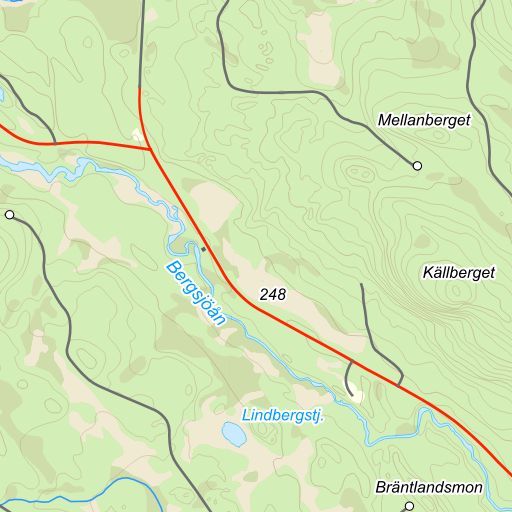 Mellanberget
Källberget
Bergsjöån
248
Lindbergstj.
Bräntlandsmon